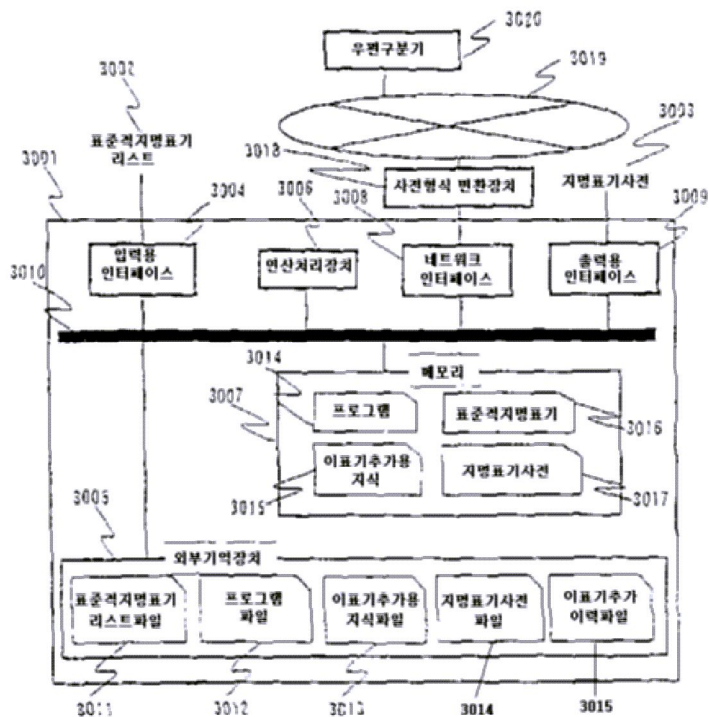 3020
우편구분기
3002
3019
표준적지명표기
리스트
3003
3018
사전형식 변환장치
지명표기사전
3001
3004
3006
3008
3009
입력용
인터페이스
연산처리장치
네트워크
인터페이스
출력용
인터페이스
3010
메모리
3014
3007
프로그램
표준적지명표기
3016
이표기추가용
지식
지명표기사전
3015
3017
3005
외부기억장치
표준적지명표기
리스트파일
프로그램
파일
이표기추가용
지식파일
지명표기사전
파일
이표기추가
이력파일
3011
3012
3013
3014
3015